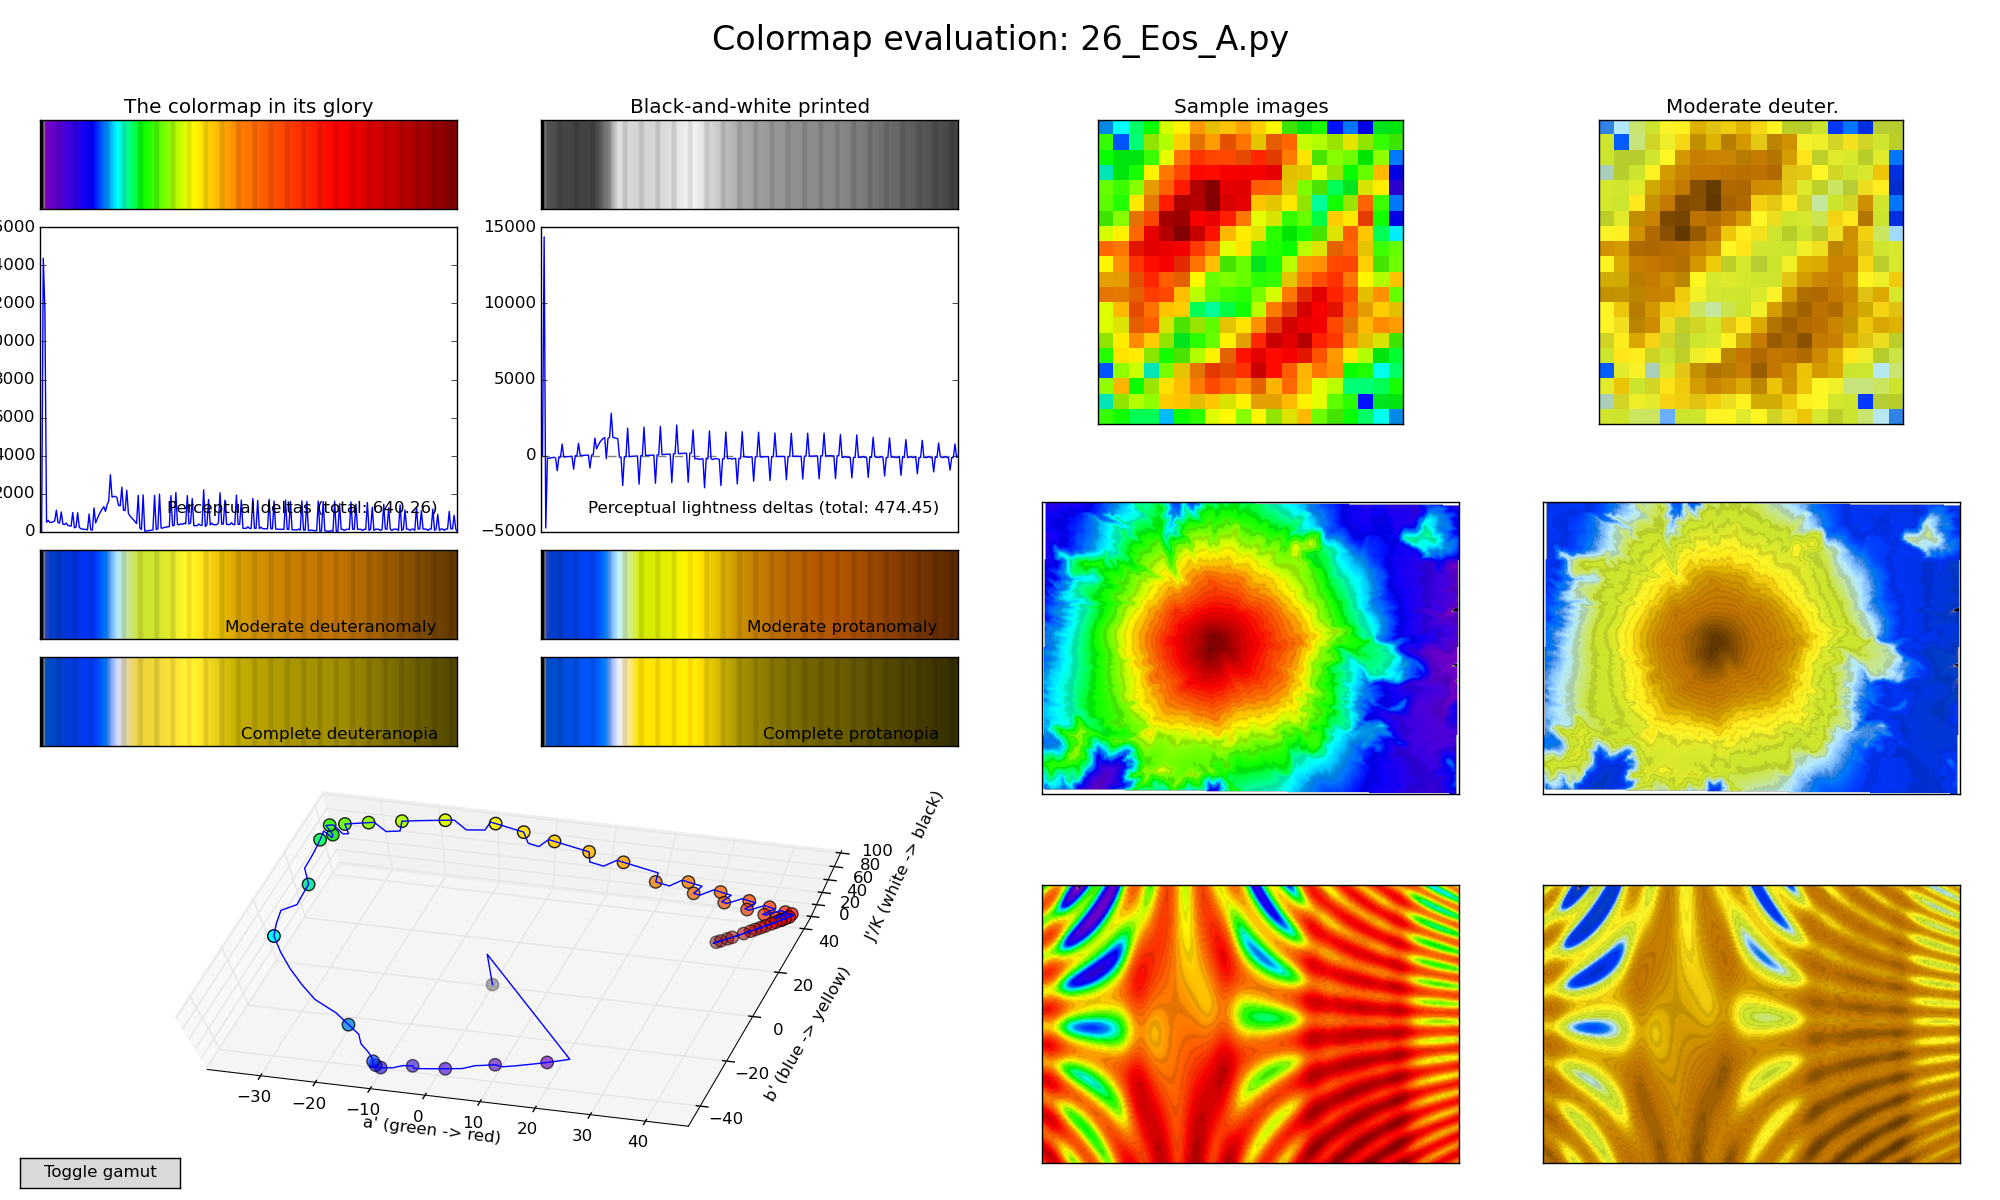 Colormap evaluation: 26_Eos_A.py
The colormap in its glory
Black-and-white printed
Sample images
Moderate deuter.
15000
10000
5000
0
−5000
4000
2000
0
Perceptual deltas (total: 640.26)
Perceptual lightness deltas (total: 474.45)
Moderate deuteranomaly
Moderate protanomaly
Complete deuteranopia
Complete protanopia
100
80
60
40
20
0
J'/K (white -> black)
40
20
0
−20
−40
b' (blue -> yellow)
−30
−20
−10
0
10
20
30
40
a' (green -> red)
Toggle gamut